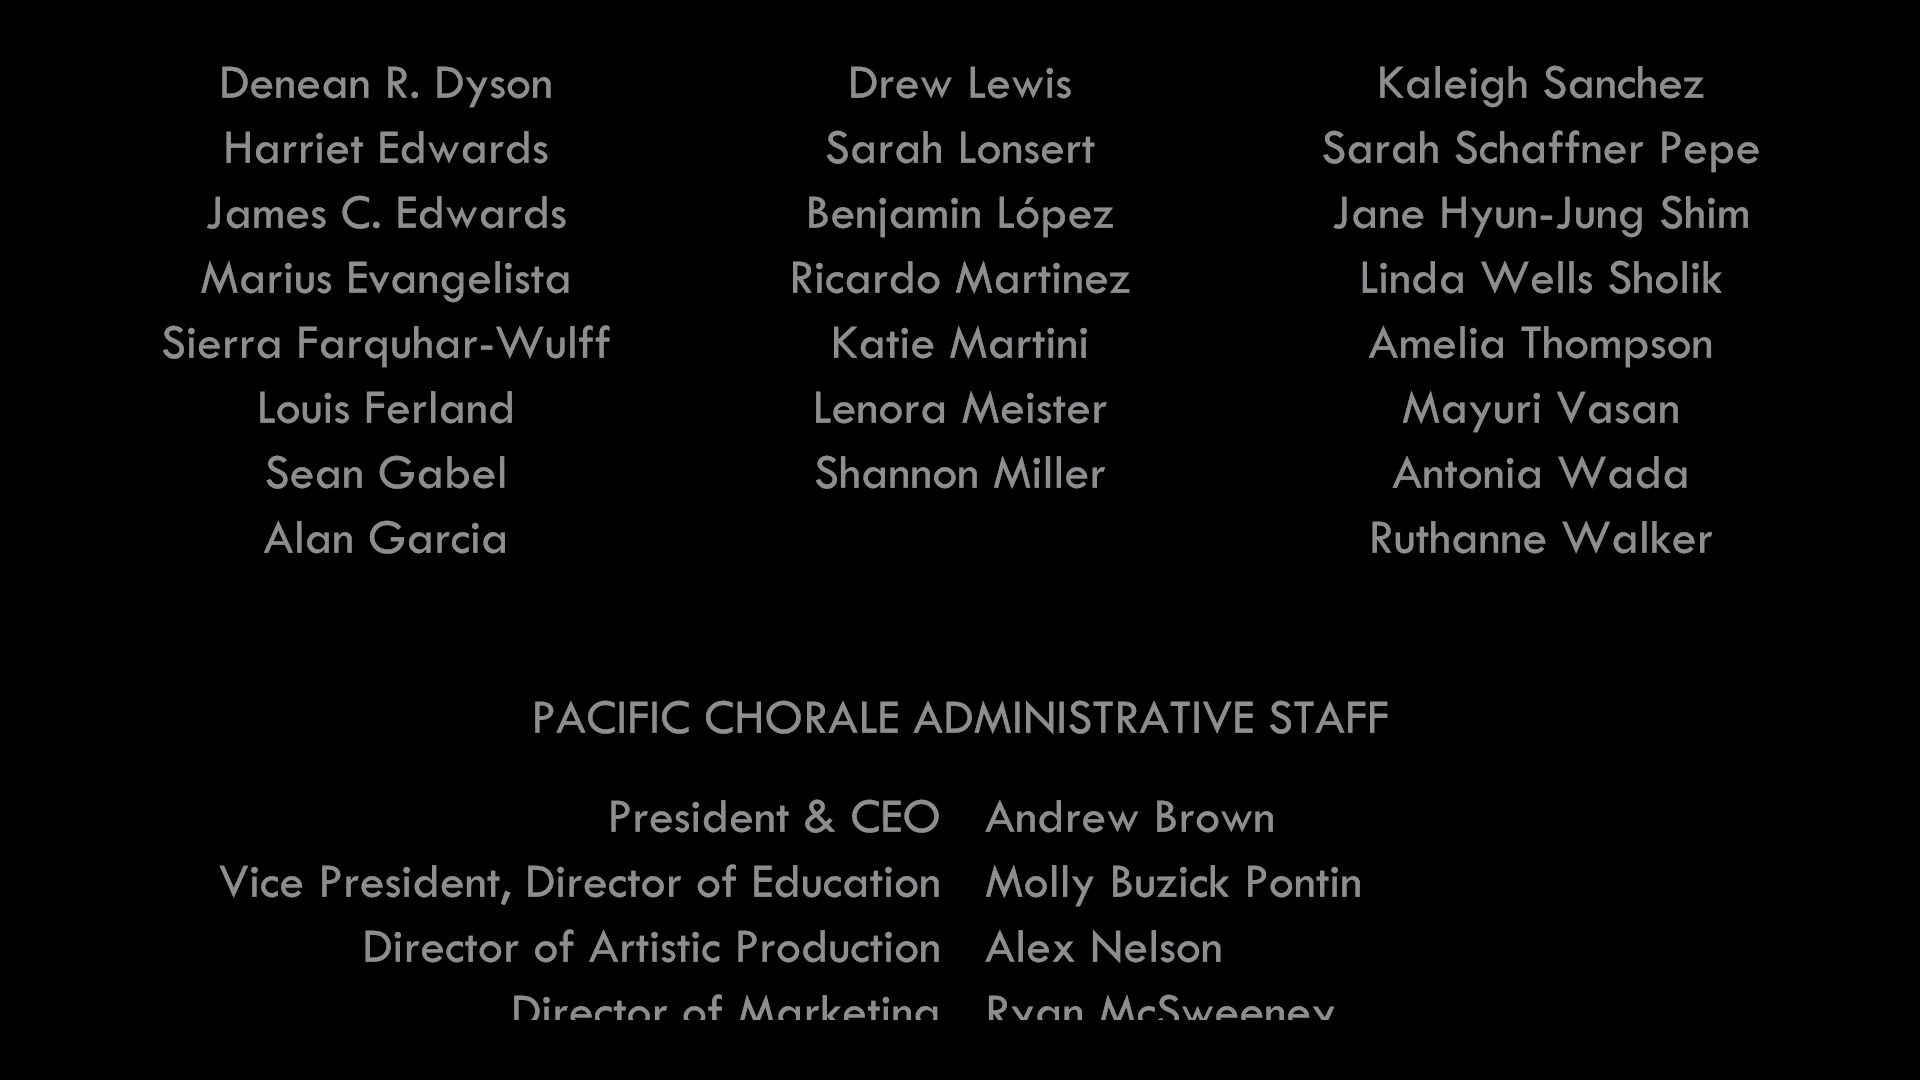 Denean R. Dyson
Harriet Edwards
James C. Edwards
Marius Evangelista
Sierra Farquhar-Wulff
Louis Ferland
Sean Gabel
Alan Garcia
Drew Lewis
Sarah Lonsert
Benjamin López
Ricardo Martinez
Katie Martini
Lenora Meister
Shannon Miller
Kaleigh Sanchez
Sarah Schaffner Pepe
Jane Hyun-Jung Shim
Linda Wells Sholik
Amelia Thompson
Mayuri Vasan
Antonia Wada
Ruthanne Walker
PACIFIC CHORALE ADMINISTRATIVE STAFF
President & CEO Andrew Brown
Vice President, Director of Education Molly Buzick Pontin
Director of Artistic Production Alex Nelson
Director of Marketing Ryan McSweeney